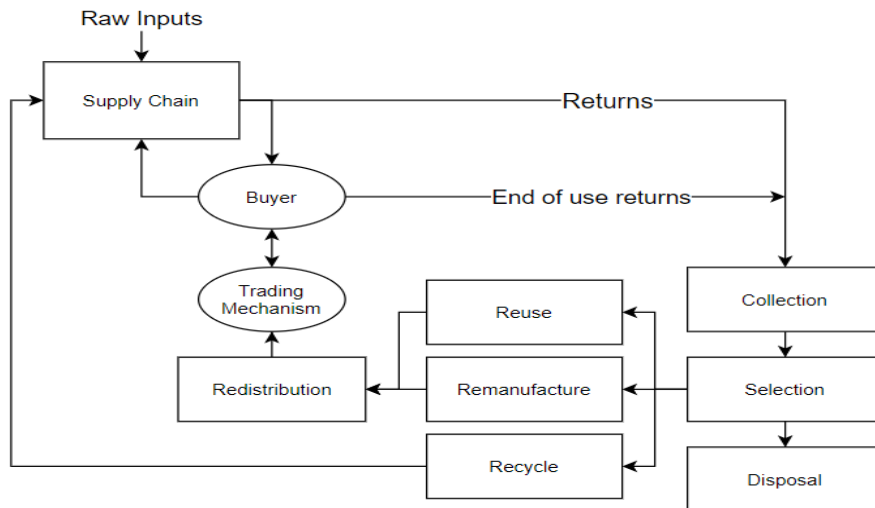 Raw Inputs
Supply Chain
Returns
Buyer
End of use returns
Trading
Mechanism
Reuse
Collection
Redistribution
Remanufacture
Selection
Recycle
Disposal